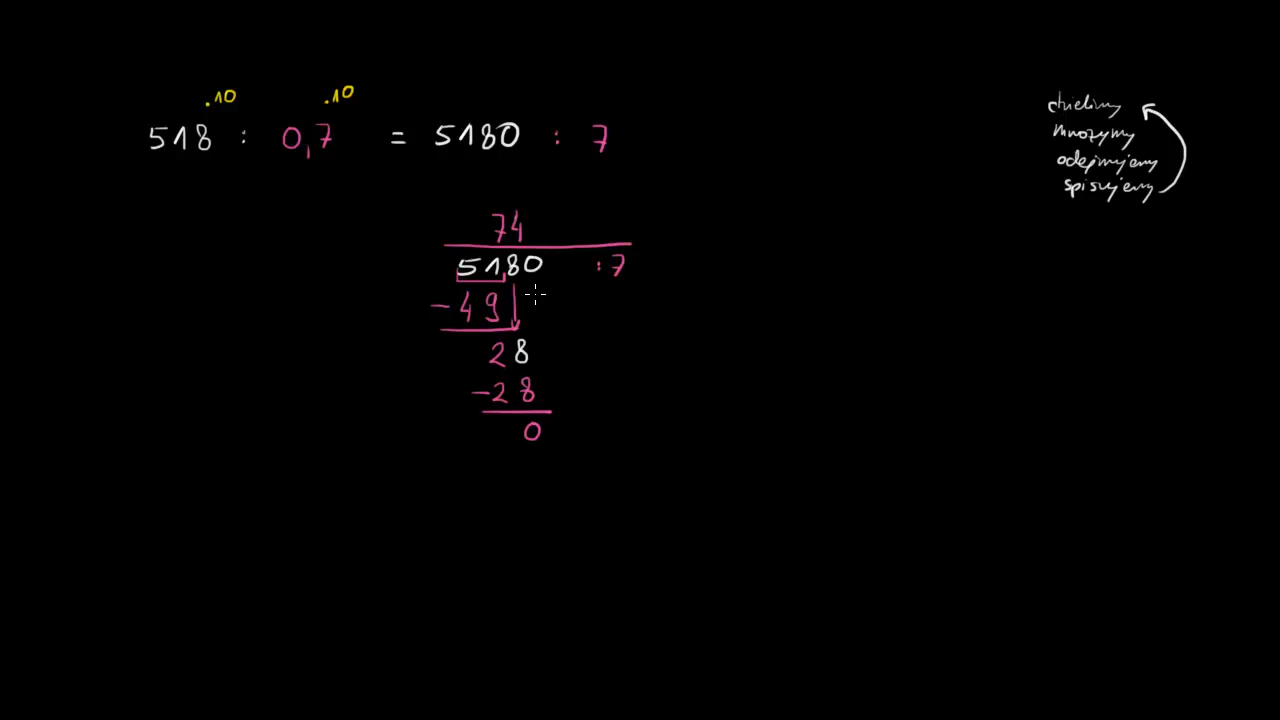 .10 .10
518 : 0,7 = 5180 : 7
dzielimy
mnożymy
odejmujemy
spisujemy
74
5180 :7
-49
28
-28
0